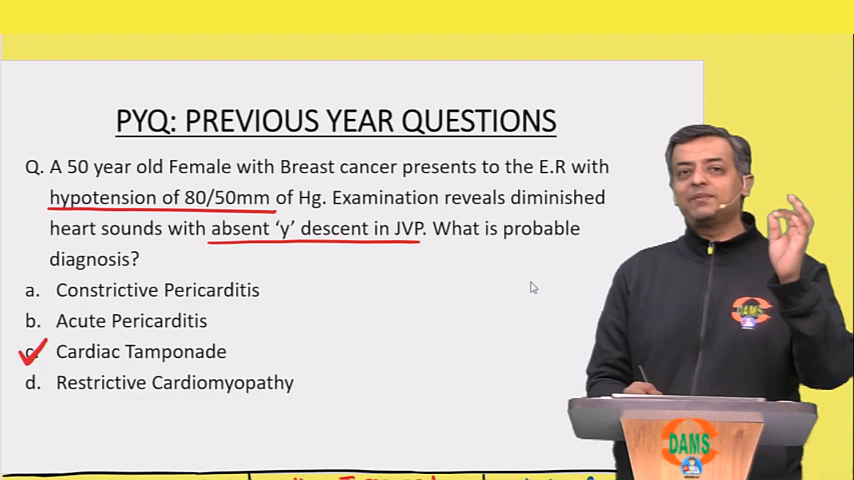 PYQ: PREVIOUS YEAR QUESTIONS
Q. A 50 year old Female with Breast cancer presents to the E.R with
hypotension of 80/50mm of Hg. Examination reveals diminished
heart sounds with absent ‘y’ descent in JVP. What is probable
diagnosis?
a. Constrictive Pericarditis
b. Acute Pericarditis
c. Cardiac Tamponade
d. Restrictive Cardiomyopathy
DAMS
DAMS